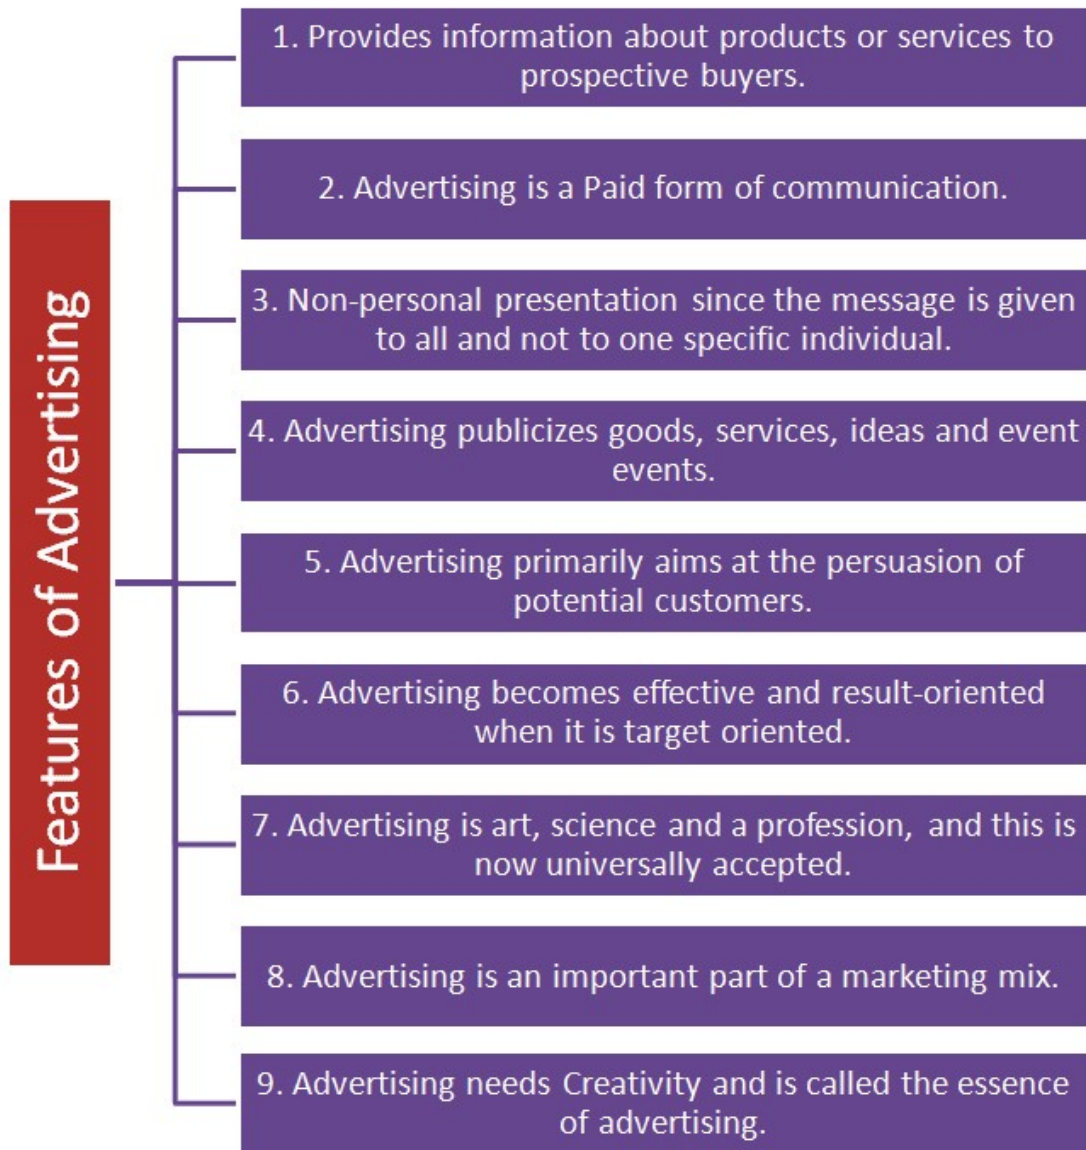 Features of Advertising
1. Provides information about products or services to
prospective buyers.
2. Advertising is a Paid form of communication.
3. Non-personal presentation since the message is given
to all and not to one specific individual.
4. Advertising publicizes goods, services, ideas and event
events.
5. Advertising primarily aims at the persuasion of
potential customers.
6. Advertising becomes effective and result-oriented
when it is target oriented.
7. Advertising is art, science and a profession, and this is
now universally accepted.
8. Advertising is an important part of a marketing mix.
9. Advertising needs Creativity and is called the essence
of advertising.